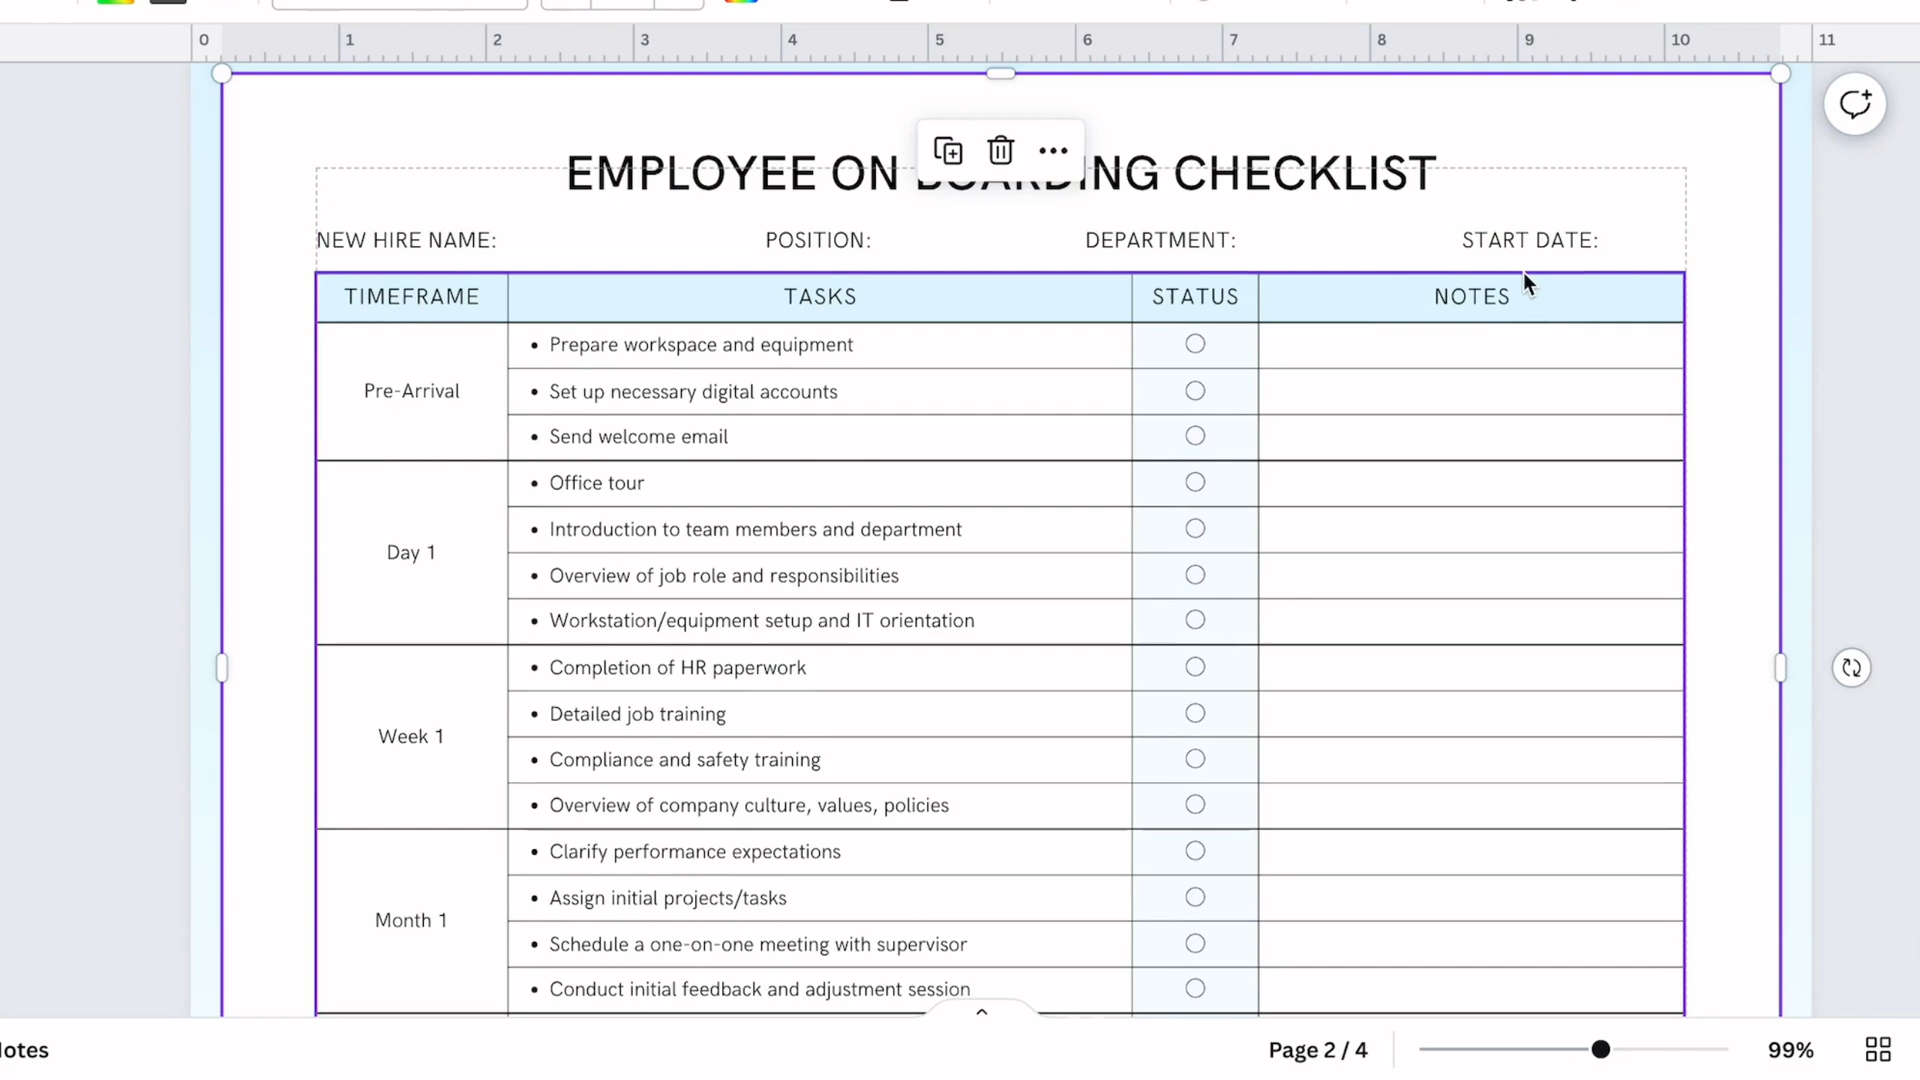 0 1 2 3 4 5 6 7 8 9 10 11
EMPLOYEE ON BOARDING CHECKLIST
NEW HIRE NAME: POSITION: DEPARTMENT: START DATE:
TIMEFRAME TASKS STATUS NOTES
Pre-Arrival
• Prepare workspace and equipment
• Set up necessary digital accounts
• Send welcome email
Day 1
• Office tour
• Introduction to team members and department
• Overview of job role and responsibilities
• Workstation/equipment setup and IT orientation
Week 1
• Completion of HR paperwork
• Detailed job training
• Compliance and safety training
• Overview of company culture, values, policies
Month 1
• Clarify performance expectations
• Assign initial projects/tasks
• Schedule a one-on-one meeting with supervisor
• Conduct initial feedback and adjustment session
lotes Page 2 / 4 99%